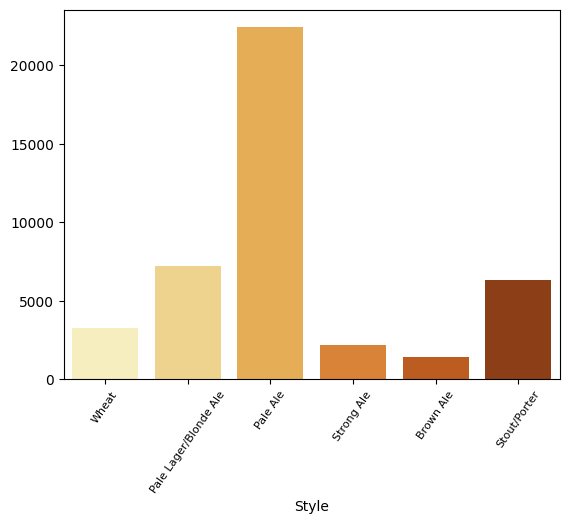 20000
15000
10000
5000
0
Wheat
Pale Lager/Blonde Ale
Pale Ale
Strong Ale
Brown Ale
Stout/Porter
Style